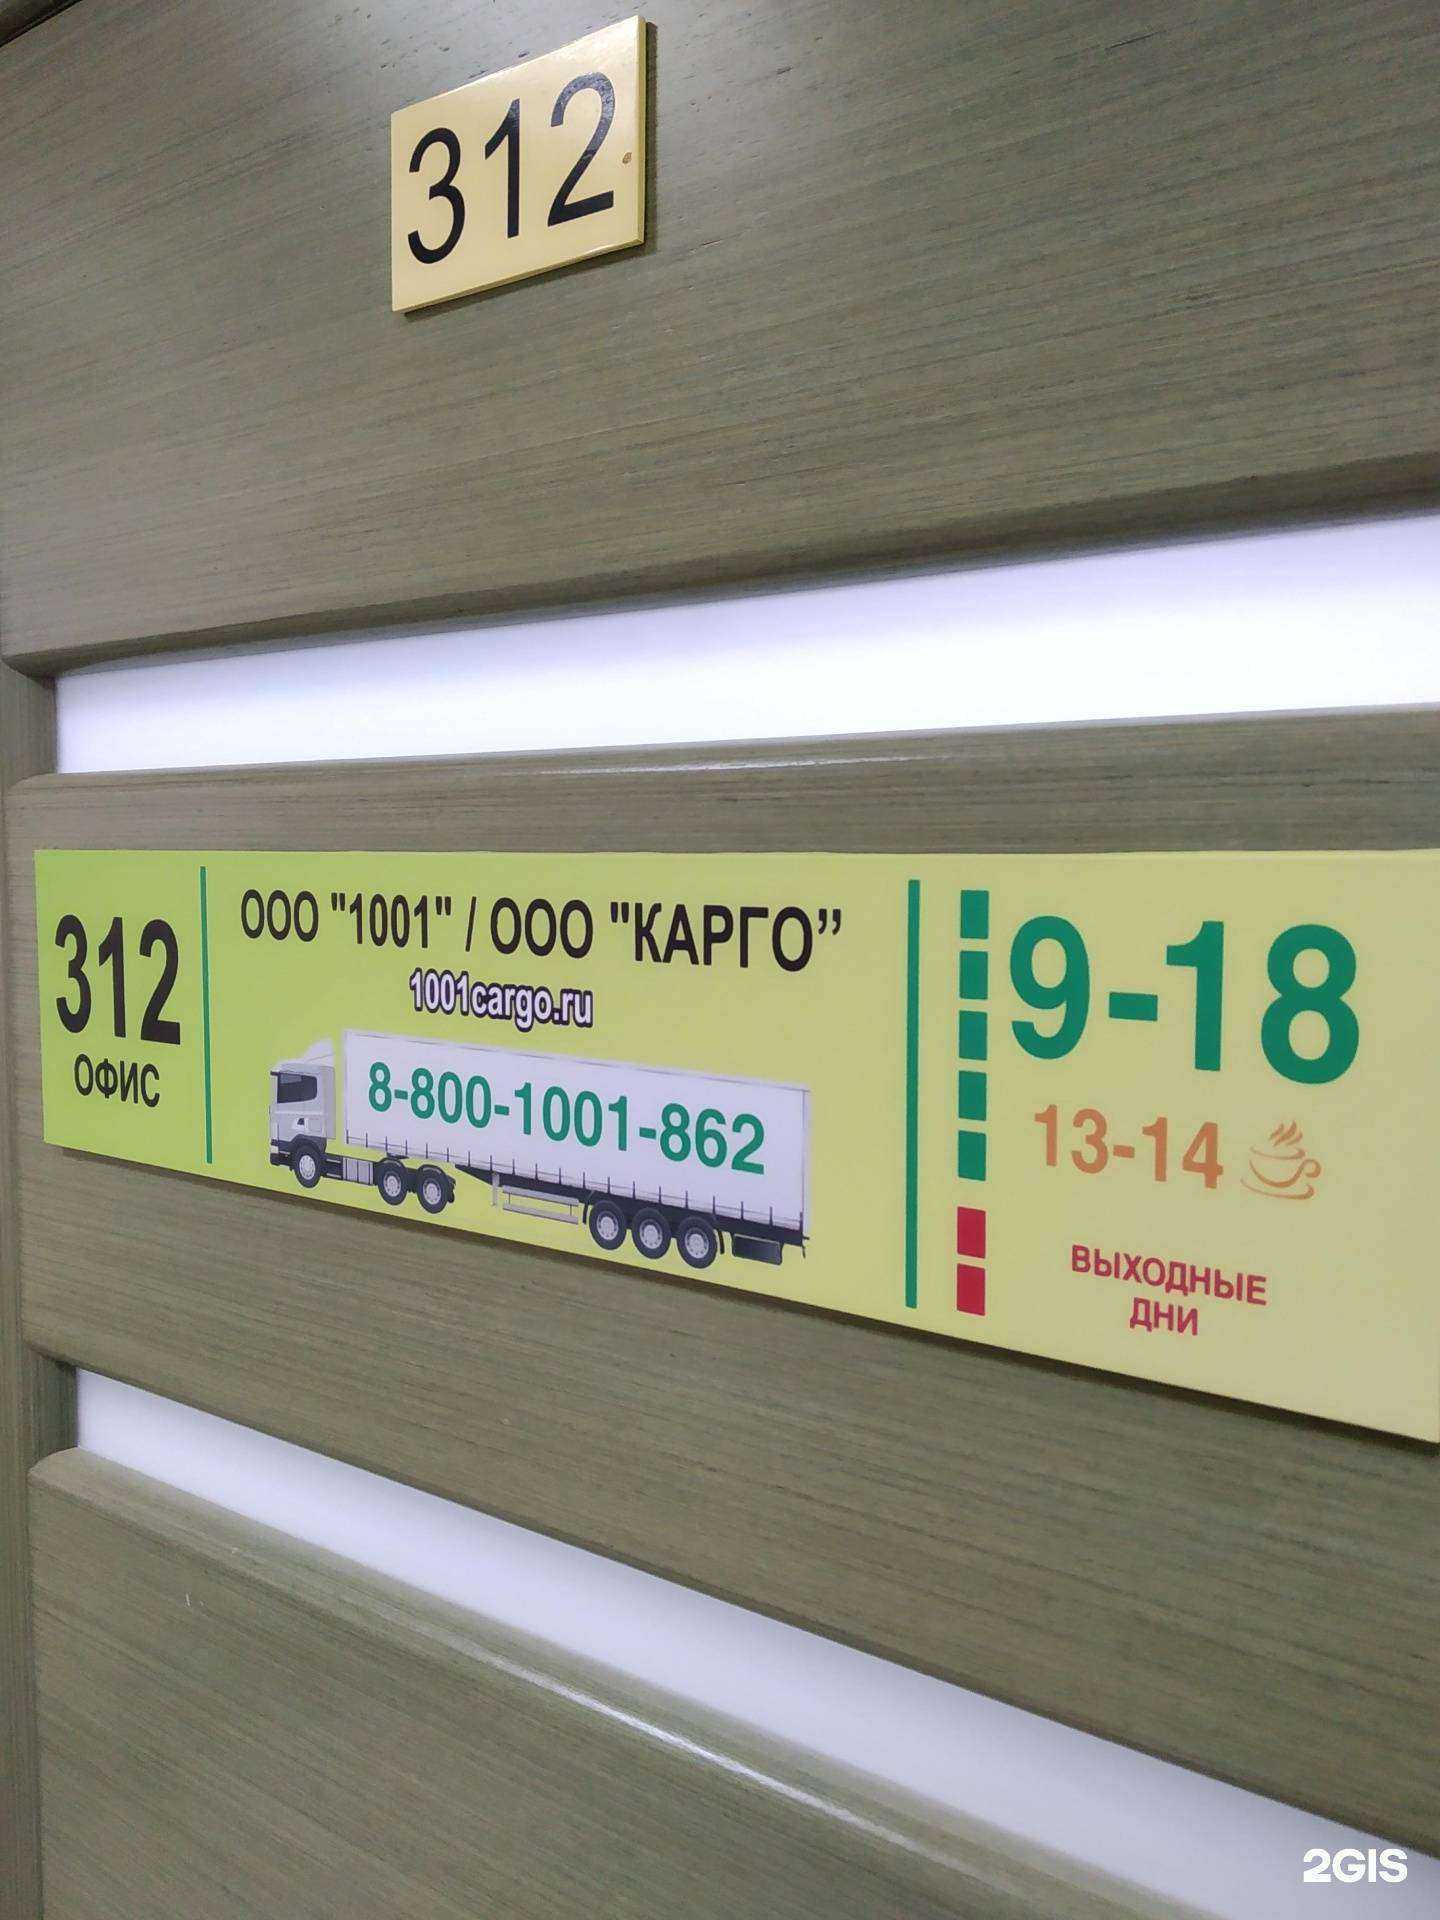 312
312
ОФИС
ООО "1001" / ООО "КАРГО”
1001cargo.ru
8-800-1001-862
9-18
13-14
ВЫХОДНЫЕ
ДНИ
2GIS